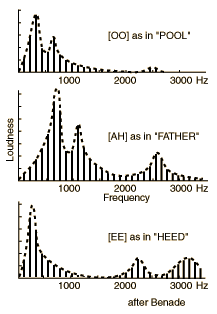 [OO] as in "POOL"
1000 2000 3000 Hz
Loudness
[AH] as in "FATHER"
1000 2000 3000 Hz
Frequency
[EE] as in "HEED"
1000 2000 3000 Hz
after Benade